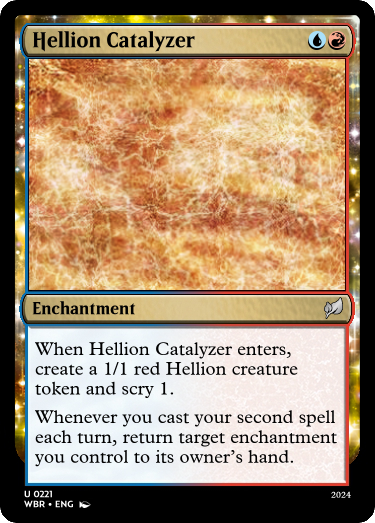 Hellion Catalyzer
Enchantment
When Hellion Catalyzer enters,
create a 1/1 red Hellion creature
token and scry 1.
Whenever you cast your second spell
each turn, return target enchantment
you control to its owner's hand.
U 0221
WBR • ENG
2024